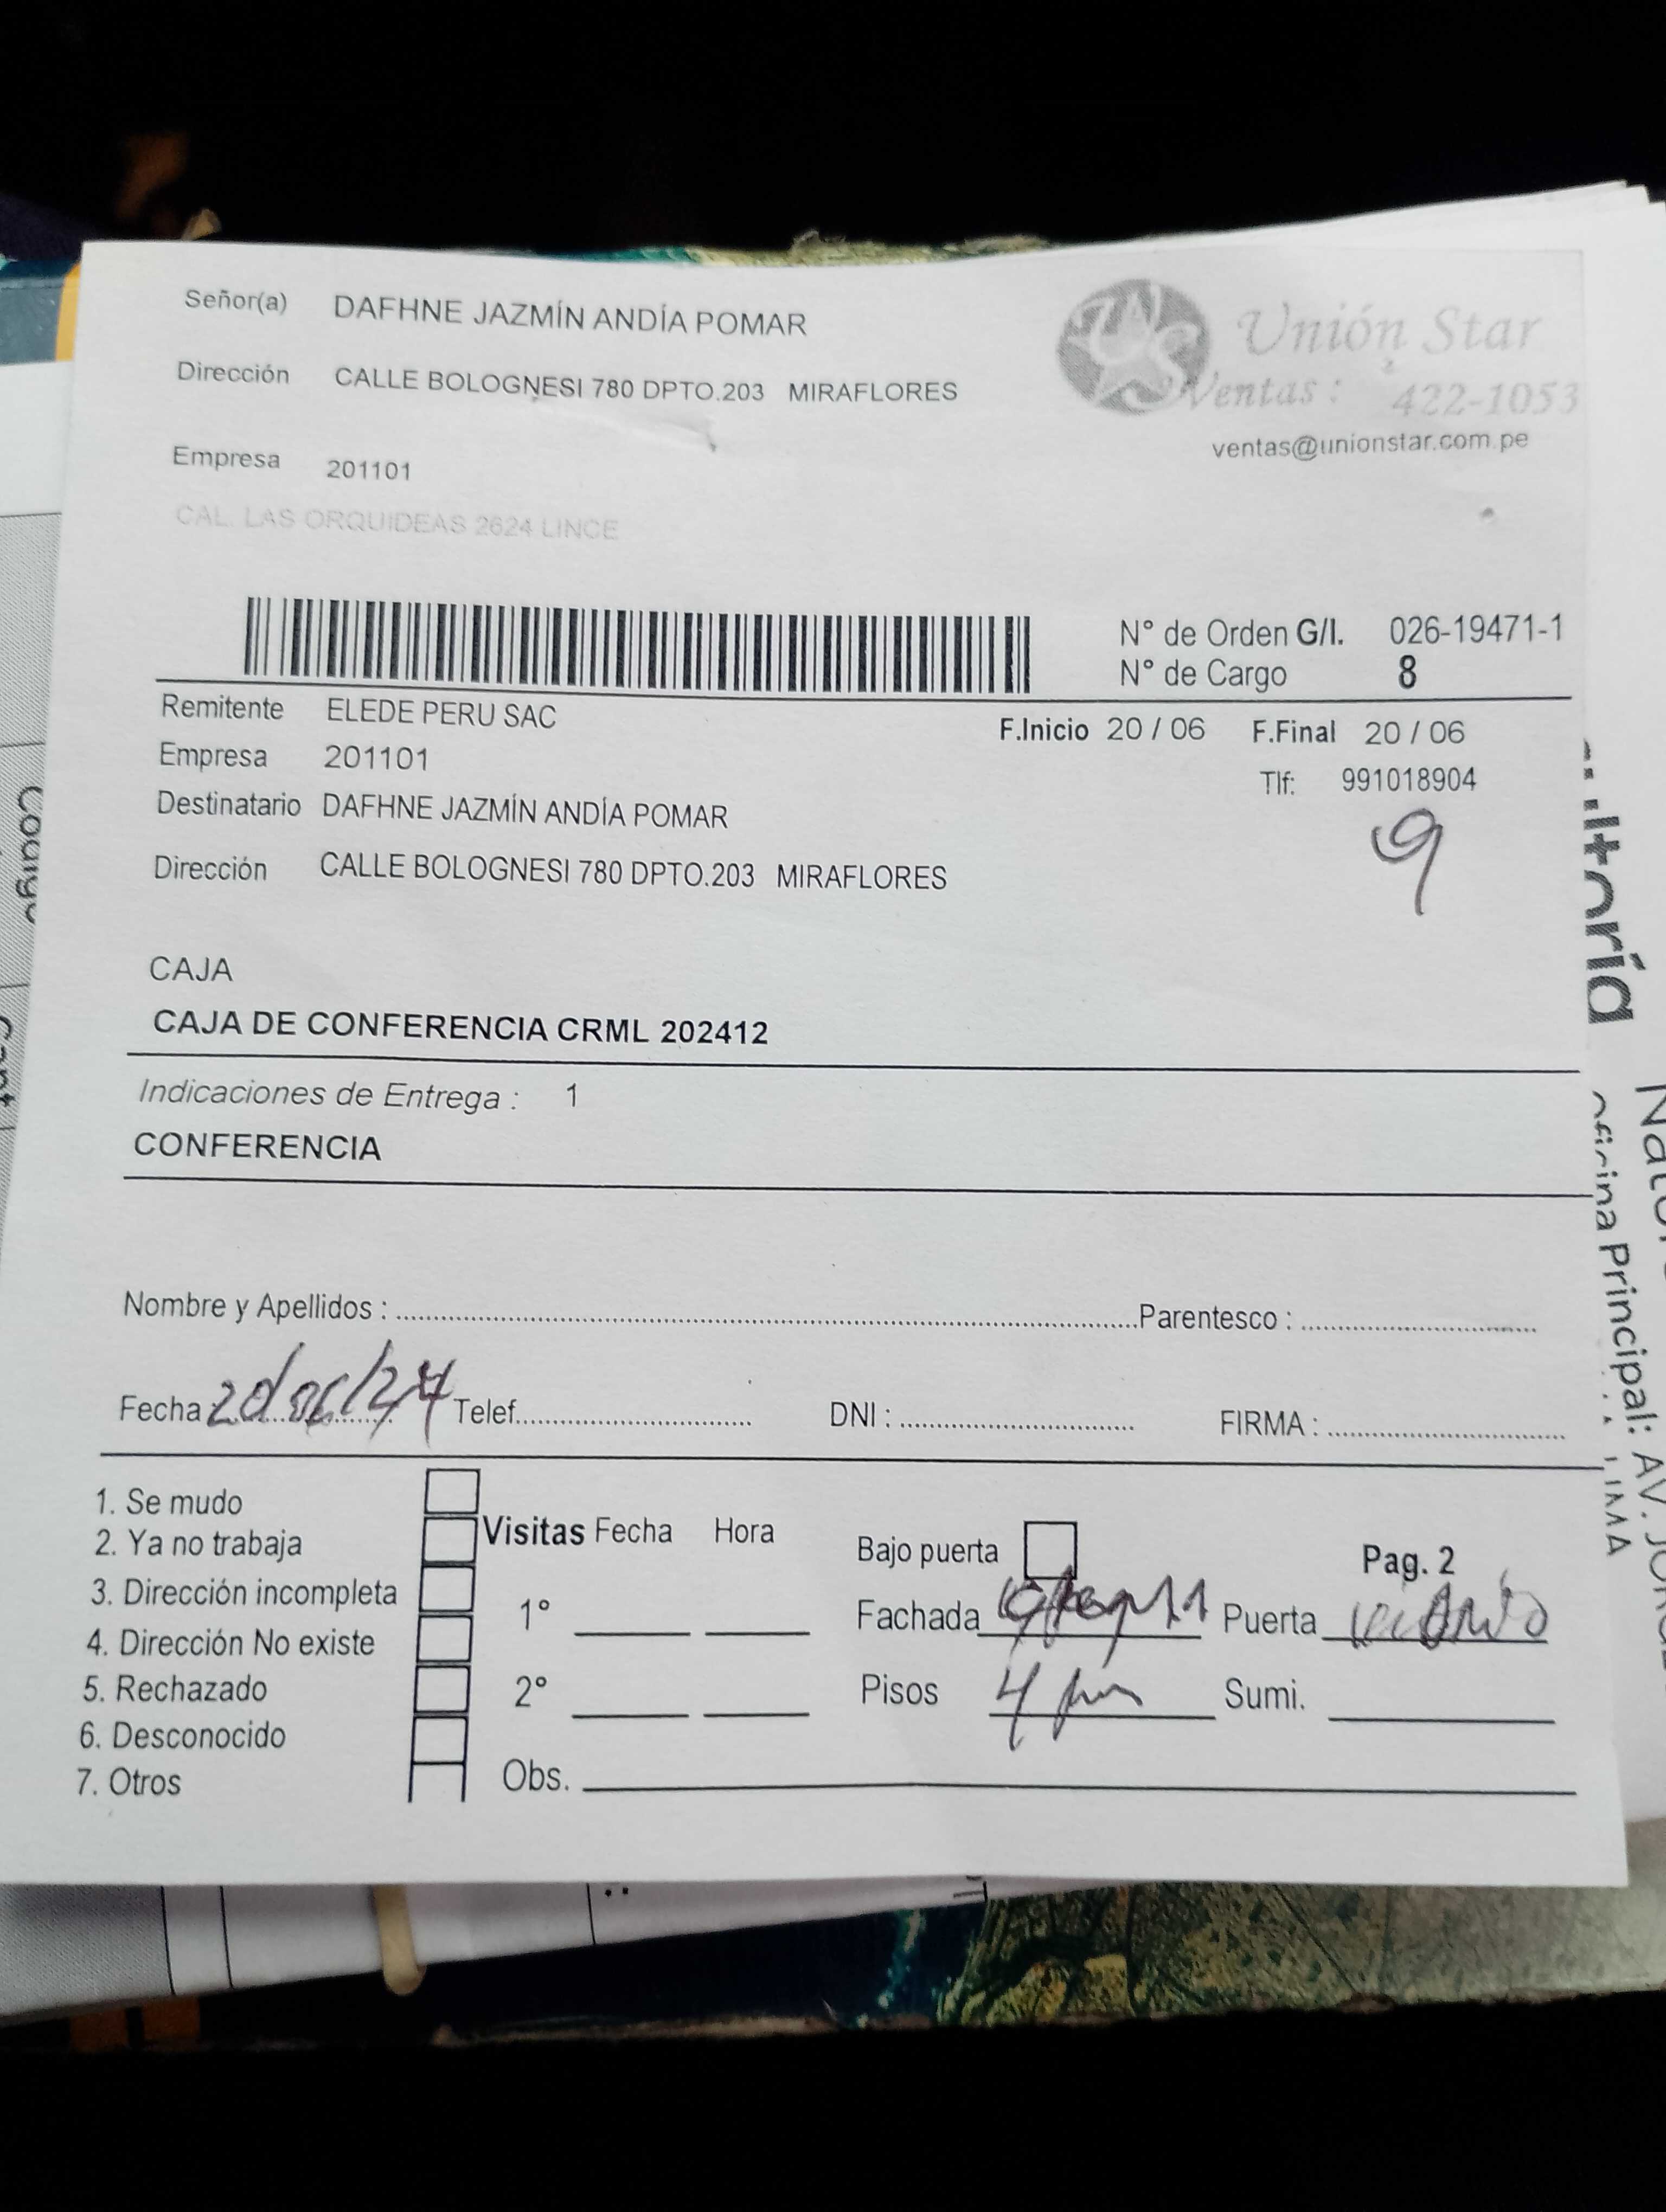 Señor(a) DAFHNE JAZMÍN ANDÍA POMAR
Unión Star
Dirección CALLE BOLOGNESI 780 DPTO.203 MIRAFLORES
Ventas : 422-1053
ventas@unionstar.com.pe
Empresa 201101
CAL. LAS ORQUIDEAS 2624 LINCE
N° de Orden G/I. 026-19471-1
N° de Cargo 8
Remitente ELEDE PERU SAC
F.Inicio 20 / 06 F.Final 20 / 06
Empresa 201101
Tlf: 991018904
Destinatario DAFHNE JAZMÍN ANDÍA POMAR
9
Dirección CALLE BOLOGNESI 780 DPTO.203 MIRAFLORES
CAJA
CAJA DE CONFERENCIA CRML 202412
Indicaciones de Entrega : 1
CONFERENCIA
Nombre y Apellidos : Parentesco :
Fecha 20/06/24 Telef. DNI : FIRMA :
1. Se mudo
2. Ya no trabaja
3. Dirección incompleta
4. Dirección No existe
5. Rechazado
6. Desconocido
7. Otros
Visitas Fecha Hora
1°
2°
Obs.
Bajo puerta
Pag. 2
Fachada Puerta
Pisos 4 Sumi.
Oficina Principal: AV.
LIMA